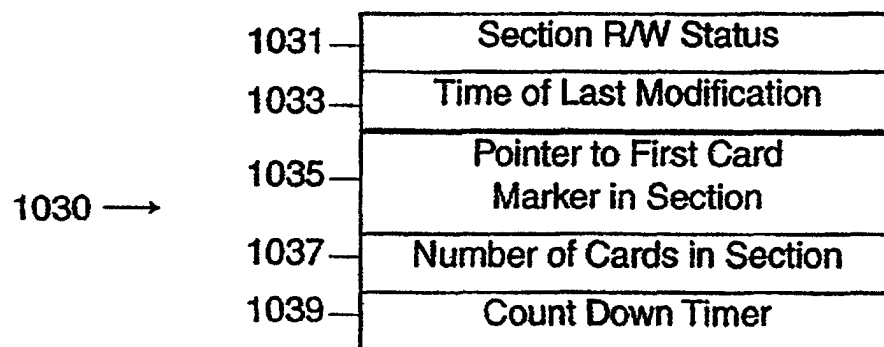 1031 Section R/W Status
1033 Time of Last Modification
1035 Pointer to First Card
Marker in Section
1030
1037 Number of Cards in Section
1039 Count Down Timer